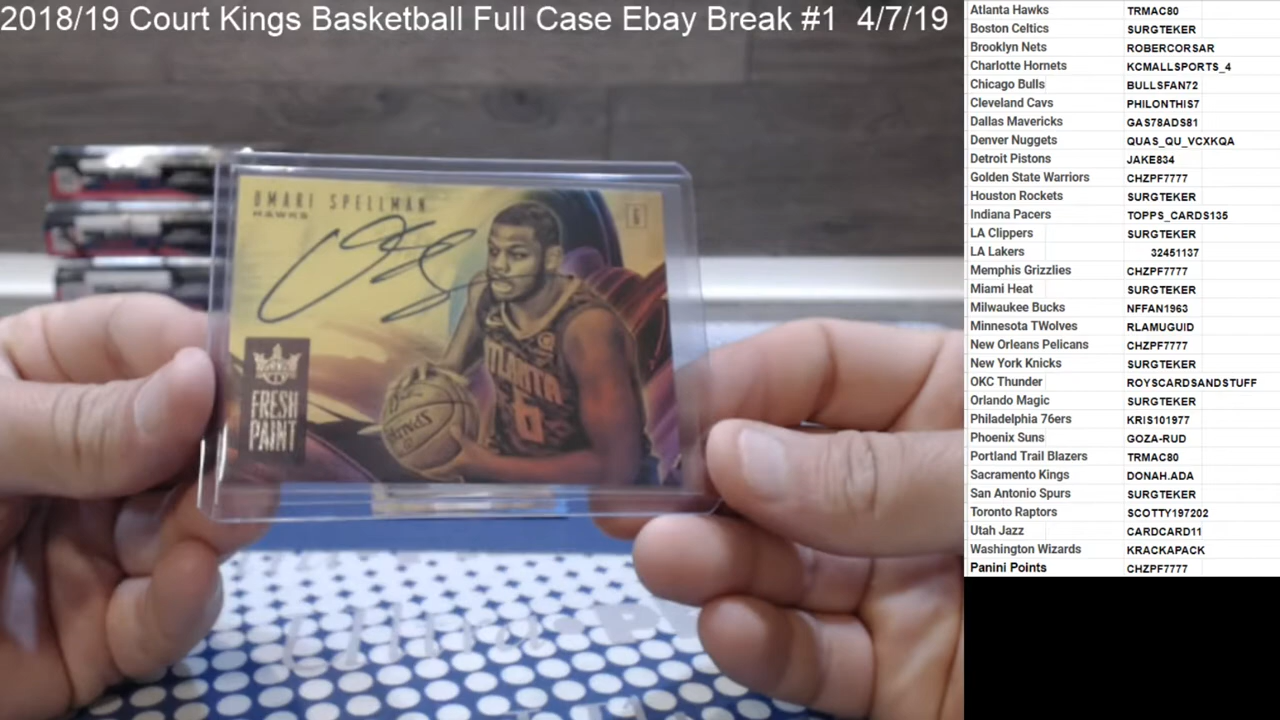 2018/19 Court Kings Basketball Full Case Ebay Break #1 4/7/19
Atlanta Hawks TRMAC80
Boston Celtics SURGTEKER
Brooklyn Nets ROBERCORSAR
Charlotte Hornets KCMALLSPORTS_4
Chicago Bulls BULLSFAN72
Cleveland Cavs PHILONTHIS7
Dallas Mavericks GAS78ADS81
Denver Nuggets QUAS_QU_VCXKQA
Detroit Pistons JAKE834
Golden State Warriors CHZPF7777
Houston Rockets SURGTEKER
Indiana Pacers TOPPS_CARDS135
LA Clippers SURGTEKER
LA Lakers 32451137
Memphis Grizzlies CHZPF7777
Miami Heat SURGTEKER
Milwaukee Bucks NFFAN1963
Minnesota TWolves RLAMUGUID
New Orleans Pelicans CHZPF7777
New York Knicks SURGTEKER
OKC Thunder ROYSCARDSANDSTUFF
Orlando Magic SURGTEKER
Philadelphia 76ers KRIS101977
Phoenix Suns GOZA-RUD
Portland Trail Blazers TRMAC80
Sacramento Kings DONAH.ADA
San Antonio Spurs SURGTEKER
Toronto Raptors SCOTTY197202
Utah Jazz CARDCARD11
Washington Wizards KRACKAPACK
Panini Points CHZPF7777
OMARI SPELLMAN
HAWKS
6
ATLANTA
6
FRESH
PAINT